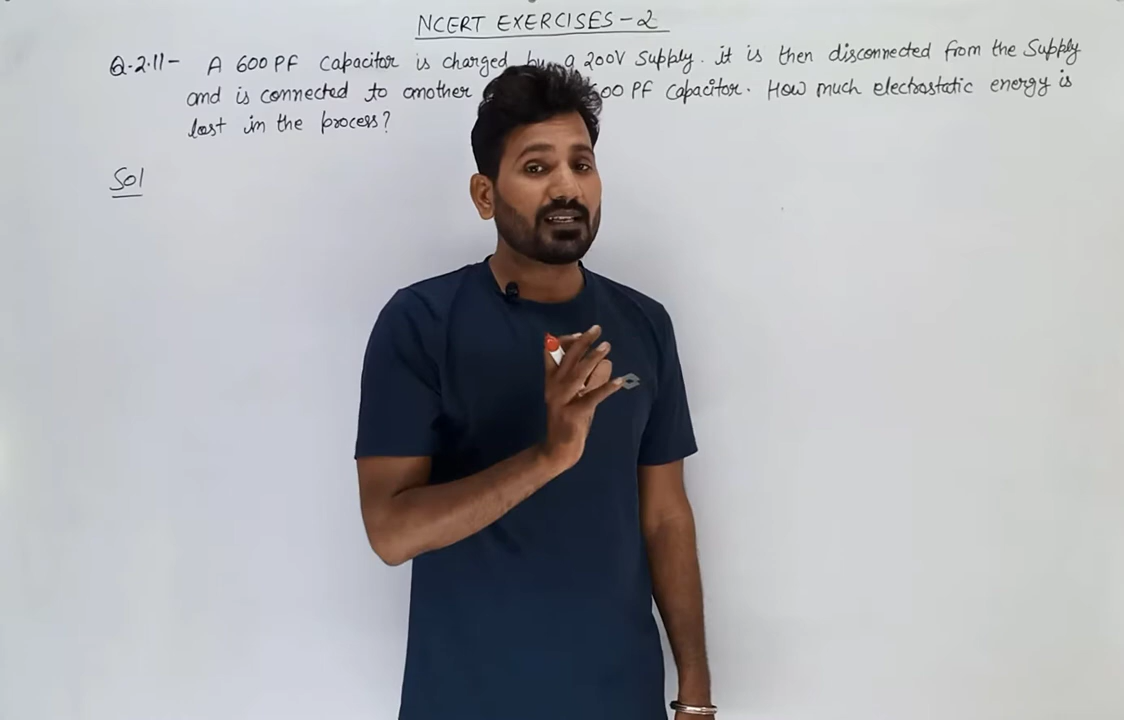 NCERT EXERCISES-2
Q.2.11- A 600 PF Capacitor is charged by a 200V Supply. it is then disconnected from the Supply
and is connected to another 600 PF Capacitor. How much electrostatic energy is
lost in the process?
Sol